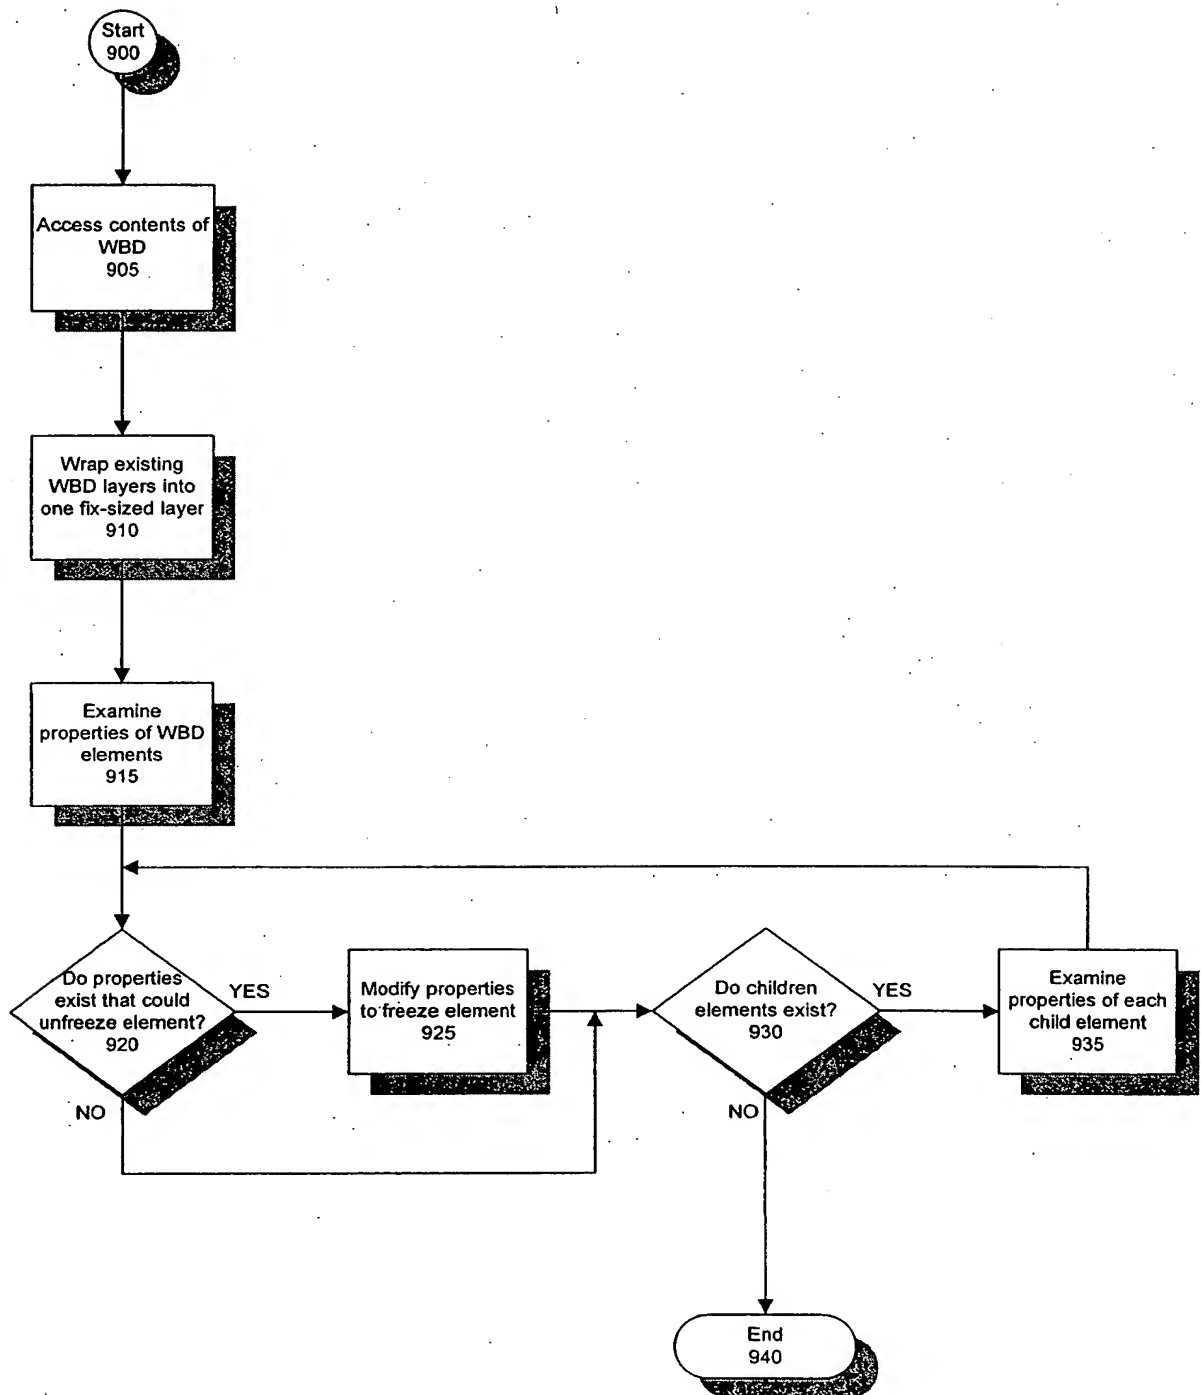 Start
900
Access contents of
WBD
905
Wrap existing
WBD layers into
one fix-sized layer
910
Examine
properties of WBD
elements
915
Do properties
exist that could
unfreeze element?
920
YES
NO
Modify properties
to freeze element
925
Do children
elements exist?
930
YES
NO
Examine
properties of each
child element
935
End
940